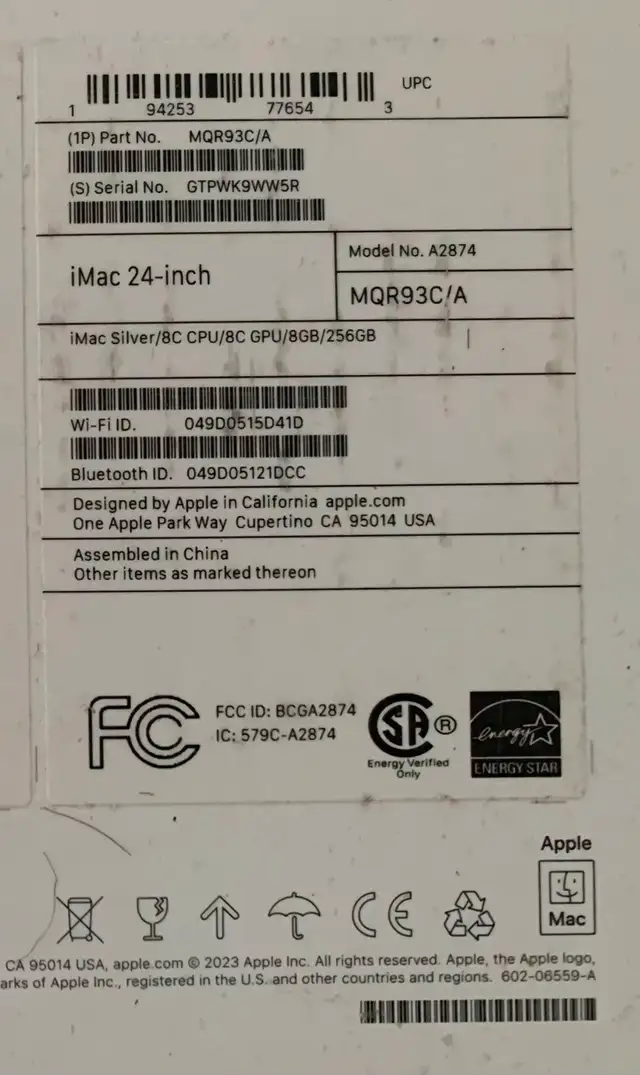 UPC
1 94253 77654 3
(1P) Part No. MQR93C/A
(S) Serial No. GTPWK9WW5R
iMac 24-inch
Model No. A2874
MQR93C/A
iMac Silver/8C CPU/8C GPU/8GB/256GB
Wi-Fi ID. 049D0515D41D
Bluetooth ID. 049D05121DCC
Designed by Apple in California apple.com
One Apple Park Way Cupertino CA 95014 USA
Assembled in China
Other items as marked thereon
FC
FCC ID: BCGA2874
IC: 579C-A2874
SA ®
Energy Verified
Only
energy
ENERGY STAR
Apple
Mac
CE
CA 95014 USA, apple.com © 2023 Apple Inc. All rights reserved. Apple, the Apple logo,
arks of Apple Inc., registered in the U.S. and other countries and regions. 602-06559-A